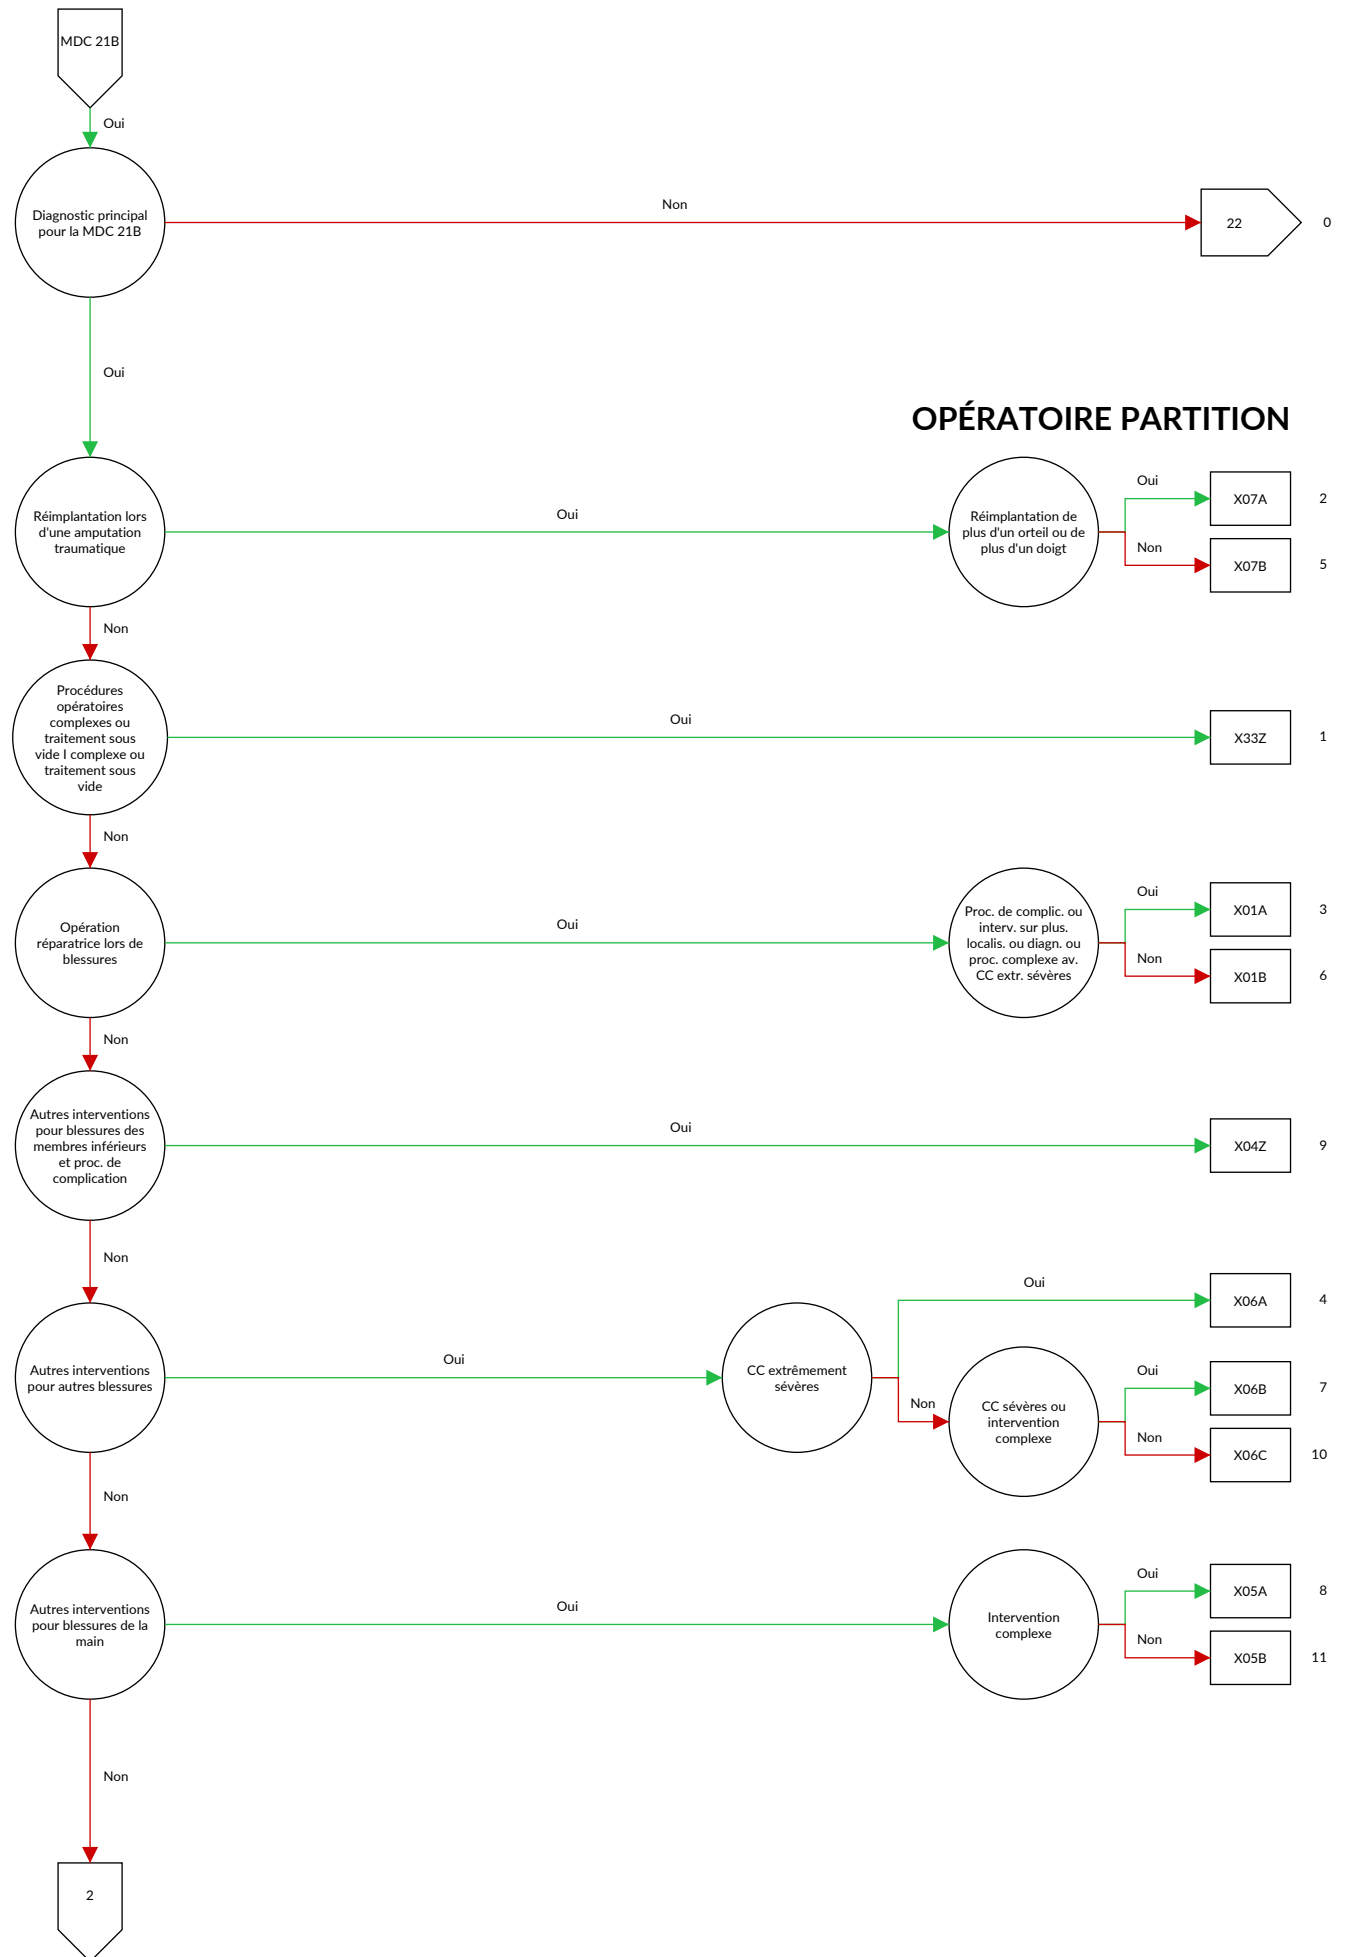 MDC 21B
Oui
Diagnostic principal
pour la MDC 21B
Non
22
0
Oui
OPÉRATOIRE PARTITION
Réimplantation lors
d'une amputation
traumatique
Oui
Réimplantation de
plus d'un orteil ou de
plus d'un doigt
Oui
X07A
2
Non
X07B
5
Non
Procédures
opératoires
complexes ou
traitement sous
vide I complexe ou
traitement sous
vide
Oui
X33Z
1
Non
Opération
réparatrice lors de
blessures
Oui
Proc. de complic. ou
interv. sur plus.
localis. ou diagn. ou
proc. complexe av.
CC extr. sévères
Oui
X01A
3
Non
X01B
6
Non
Autres interventions
pour blessures des
membres inférieurs
et proc. de
complication
Oui
X04Z
9
Non
Autres interventions
pour autres blessures
Oui
CC extrêmement
sévères
Oui
X06A
4
Non
CC sévères ou
intervention
complexe
Oui
X06B
7
Non
X06C
10
Non
Autres interventions
pour blessures de la
main
Oui
Intervention
complexe
Oui
X05A
8
Non
X05B
11
Non
2